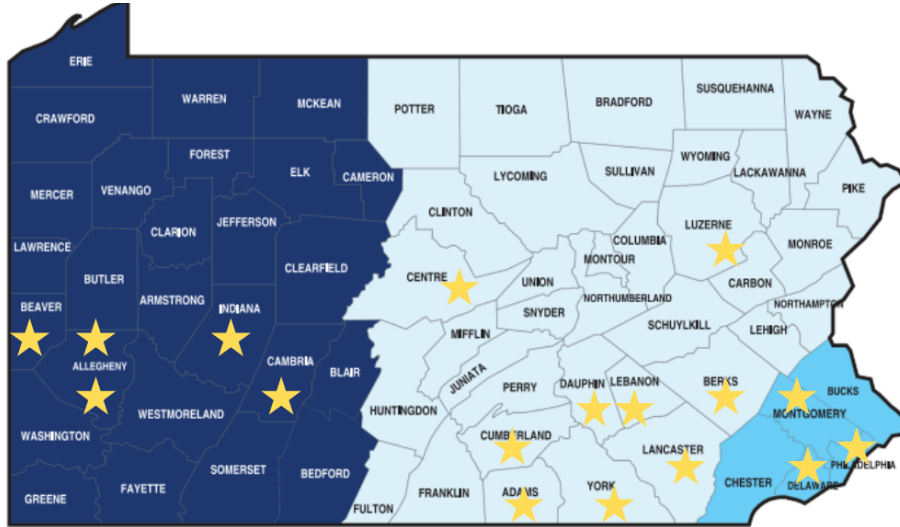 ERIE
WARREN
MCKEAN
POTTER
TIOGA
BRADFORD
SUSQUEHANNA
WAYNE
CRAWFORD
FOREST
ELK
CAMERON
WYOMING
LACKAWANNA
SULLIVAN
LYCOMING
PIKE
MERCER
VENANGO
CLARION
JEFFERSON
CLINTON
LUZERNE
COLUMBIA
MONROE
LAWRENCE
BUTLER
CLEARFIELD
CENTRE
UNION
MONTOUR
CARBON
BEAVER
ARMSTRONG
INDIANA
NORTHUMBERLAND
NORTHAMPTON
SNYDER
SCHUYLKILL
LEHIGH
MIFFLIN
ALLEGHENY
CAMBRIA
BLAIR
JUNIATA
PERRY
DAUPHIN
LEBANON
BERKS
BUCKS
HUNTINGDON
WESTMORELAND
MONTGOMERY
WASHINGTON
CUMBERLAND
LANCASTER
PHILADELPHIA
SOMERSET
BEDFORD
CHESTER
DELAWARE
GREENE
FAYETTE
FULTON
FRANKLIN
ADAMS
YORK